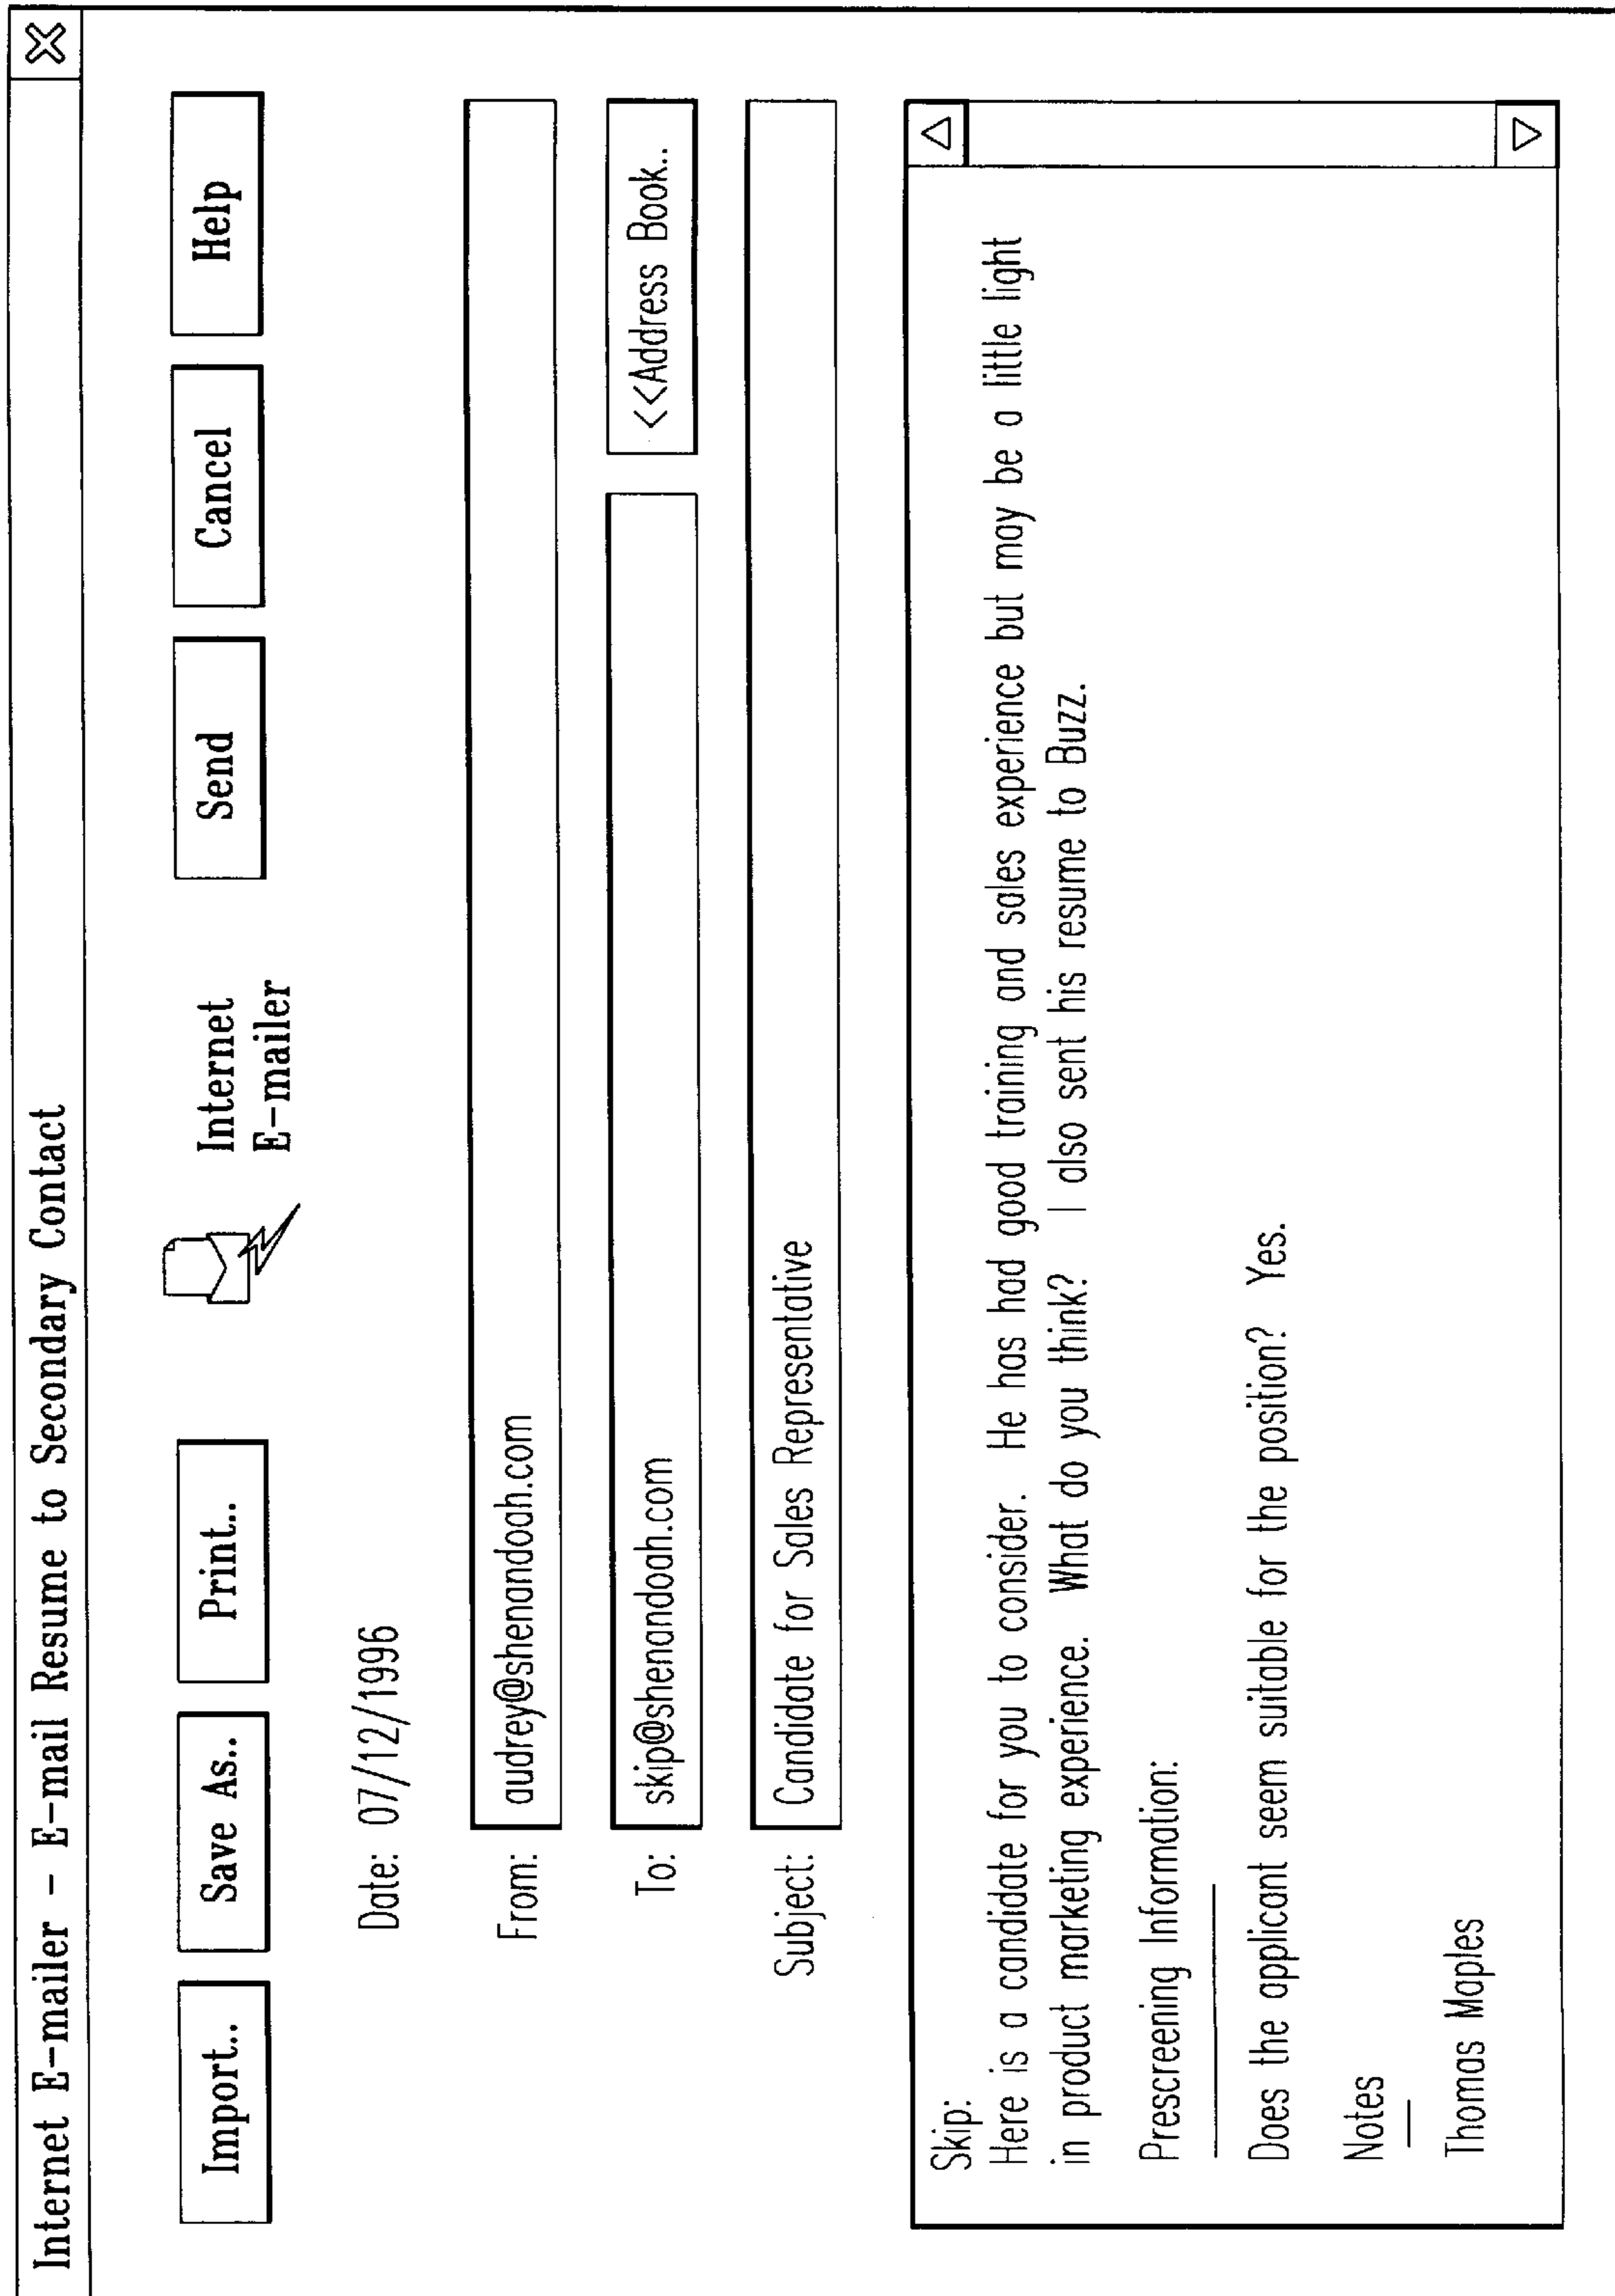 Internet E-mailer - E-mail Resume to Secondary Contact
Import..
Save As..
Print..
Internet
E-mailer
Send
Cancel
Help
Date: 07/12/1996
From: audrey@shenandoah.com
To: skip@shenandoah.com
<<Address Book..
Subject: Candidate for Sales Representative
Skip:
Here is a candidate for you to consider. He has had good training and sales experience but may be a little light
in product marketing experience. What do you think? I also sent his resume to Buzz.
Prescreening Information:
Does the applicant seem suitable for the position? Yes.
Notes
Thomas Maples